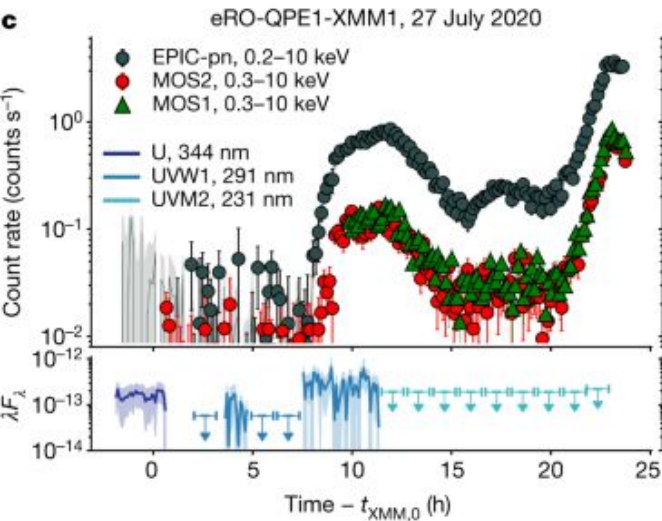 c
eRO-QPE1-XMM1, 27 July 2020
EPIC-pn, 0.2–10 keV
MOS2, 0.3–10 keV
MOS1, 0.3–10 keV
U, 344 nm
UVW1, 291 nm
UVM2, 231 nm
Count rate (counts s⁻¹)
10⁰
10⁻¹
10⁻²
λF_λ
10⁻¹²
10⁻¹³
10⁻¹⁴
0 5 10 15 20 25
Time – t_XMM,0 (h)